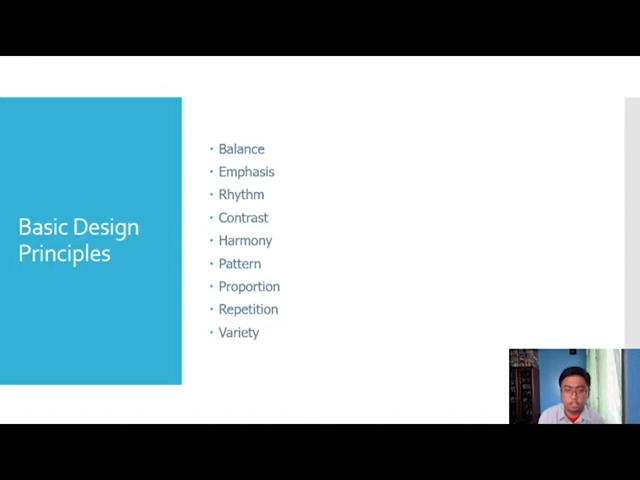 Basic Design
Principles
• Balance
• Emphasis
• Rhythm
• Contrast
• Harmony
• Pattern
• Proportion
• Repetition
• Variety